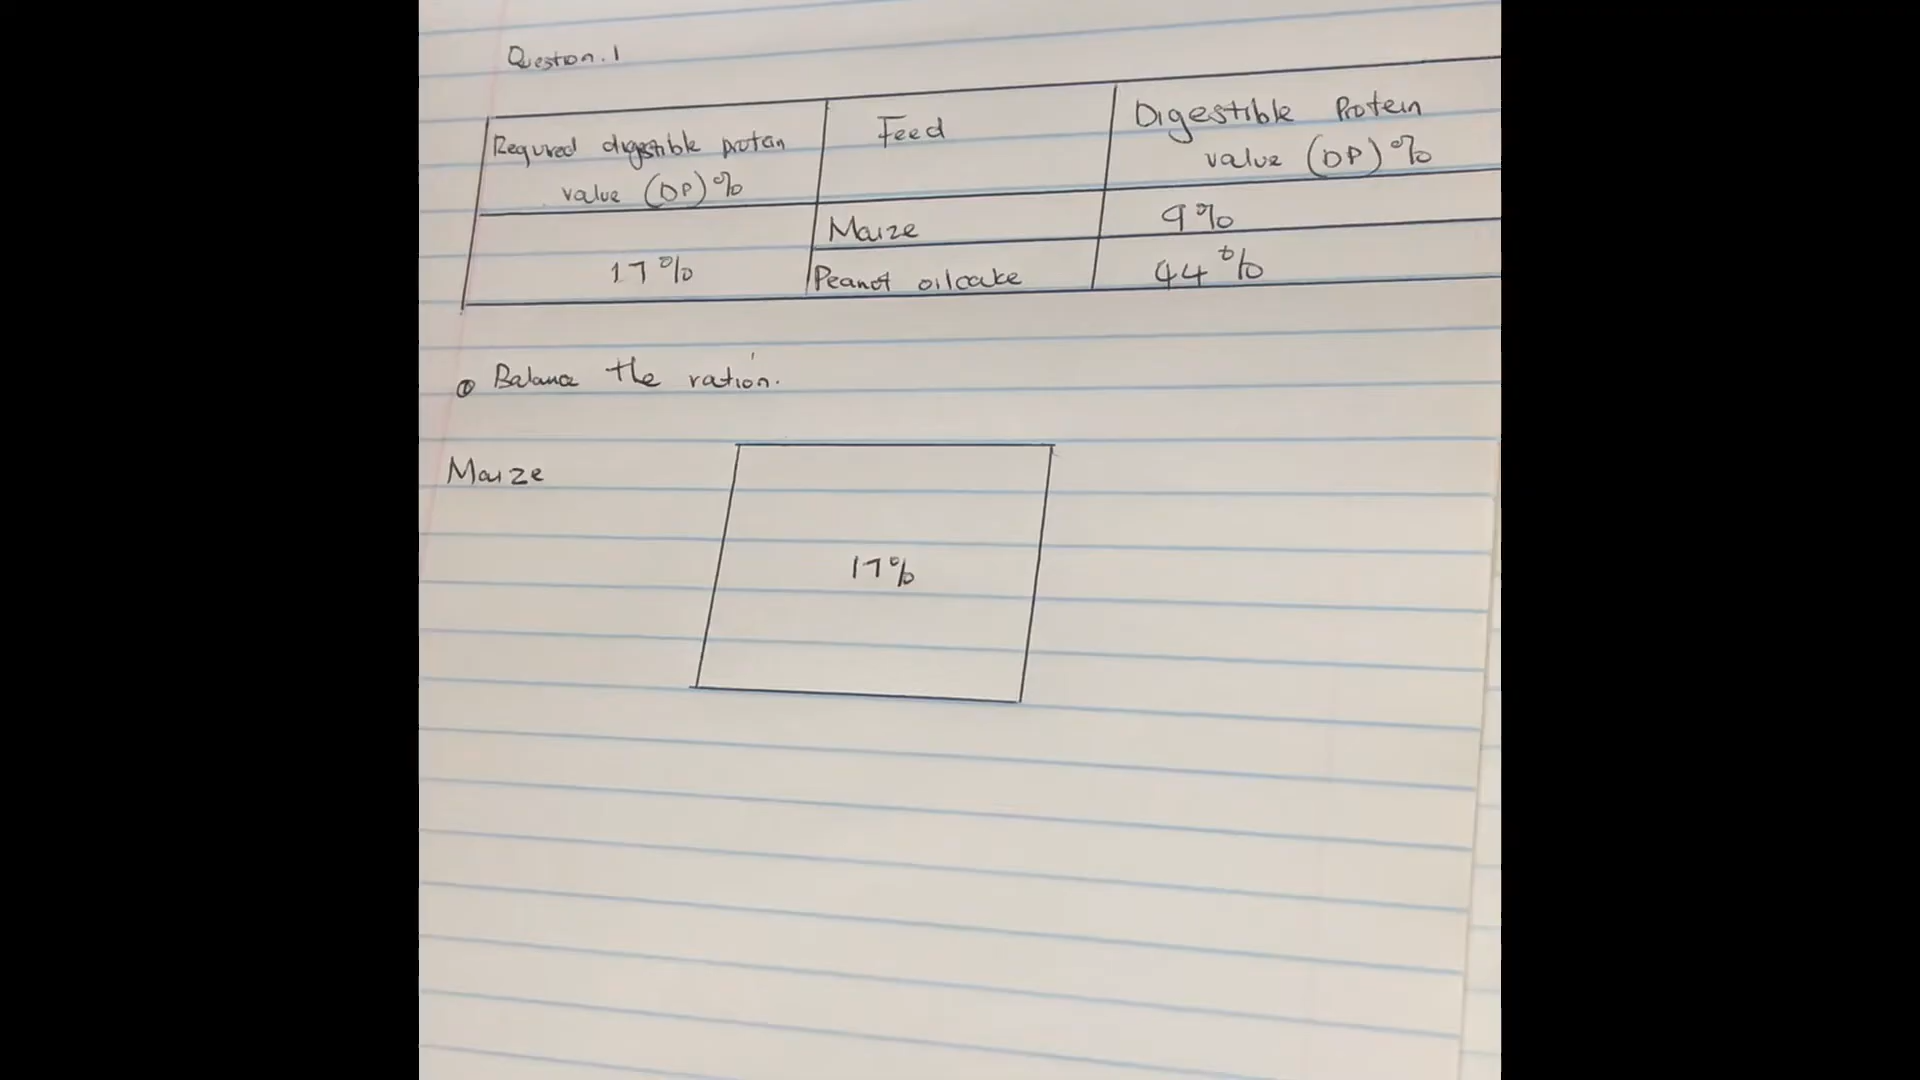 Question.1
Required digestible protein
value (DP)%
Feed
Digestible Protein
value (DP)%
17%
Maize
9%
Peanut oilcake
44%
Balance the ration.
Maize
17%